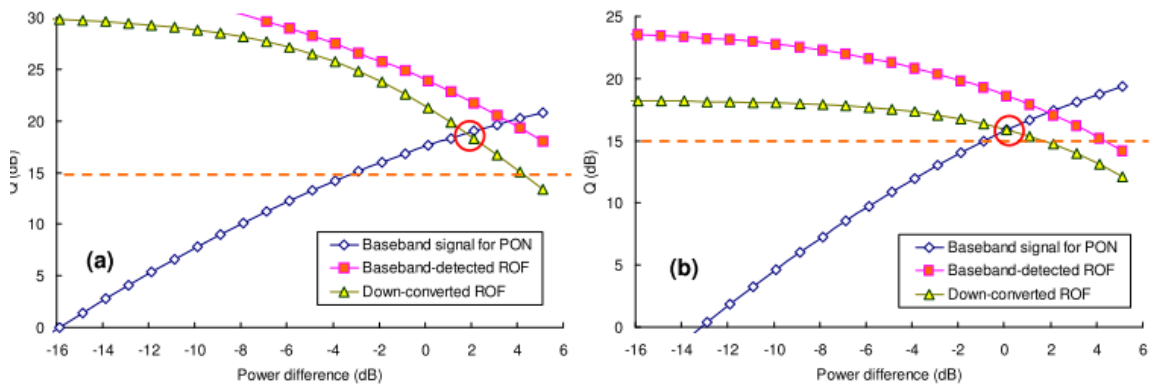 30
25
20
15
10
5
0
Q (dB)
(a)
Baseband signal for PON
Baseband-detected ROF
Down-converted ROF
-16 -14 -12 -10 -8 -6 -4 -2 0 2 4 6
Power difference (dB)
25
20
15
10
5
0
Q (dB)
(b)
Baseband signal for PON
Baseband-detected ROF
Down-converted ROF
-16 -14 -12 -10 -8 -6 -4 -2 0 2 4 6
Power difference (dB)